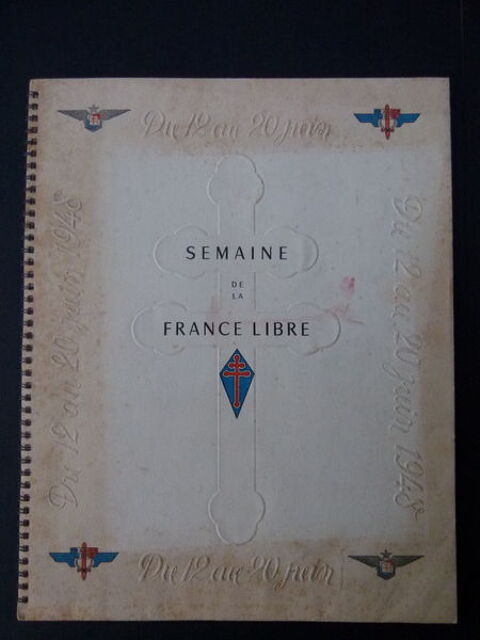 Du 12 au 20 juin
SEMAINE
DE
LA
FRANCE LIBRE
Du 12 au 20 juin 1948
Du 12 au 20 juin 1948
Du 12 au 20 juin